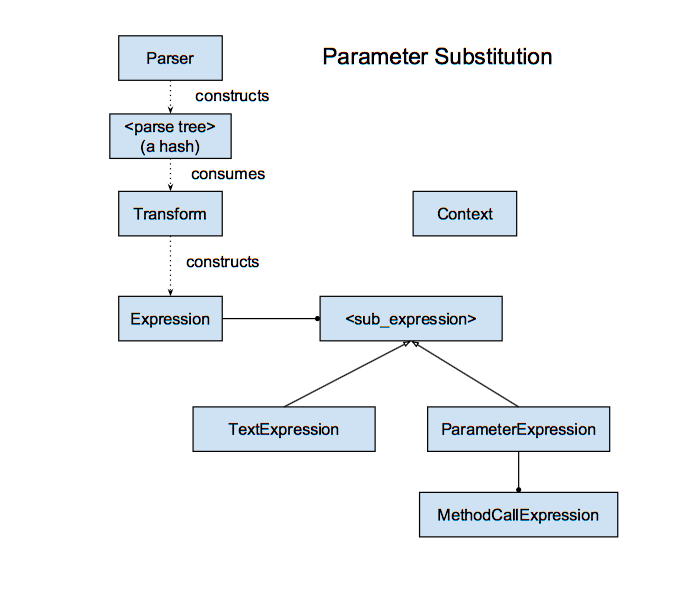 Parser
Parameter Substitution
constructs
<parse tree>
(a hash)
consumes
Transform
Context
constructs
Expression
<sub_expression>
TextExpression
ParameterExpression
MethodCallExpression